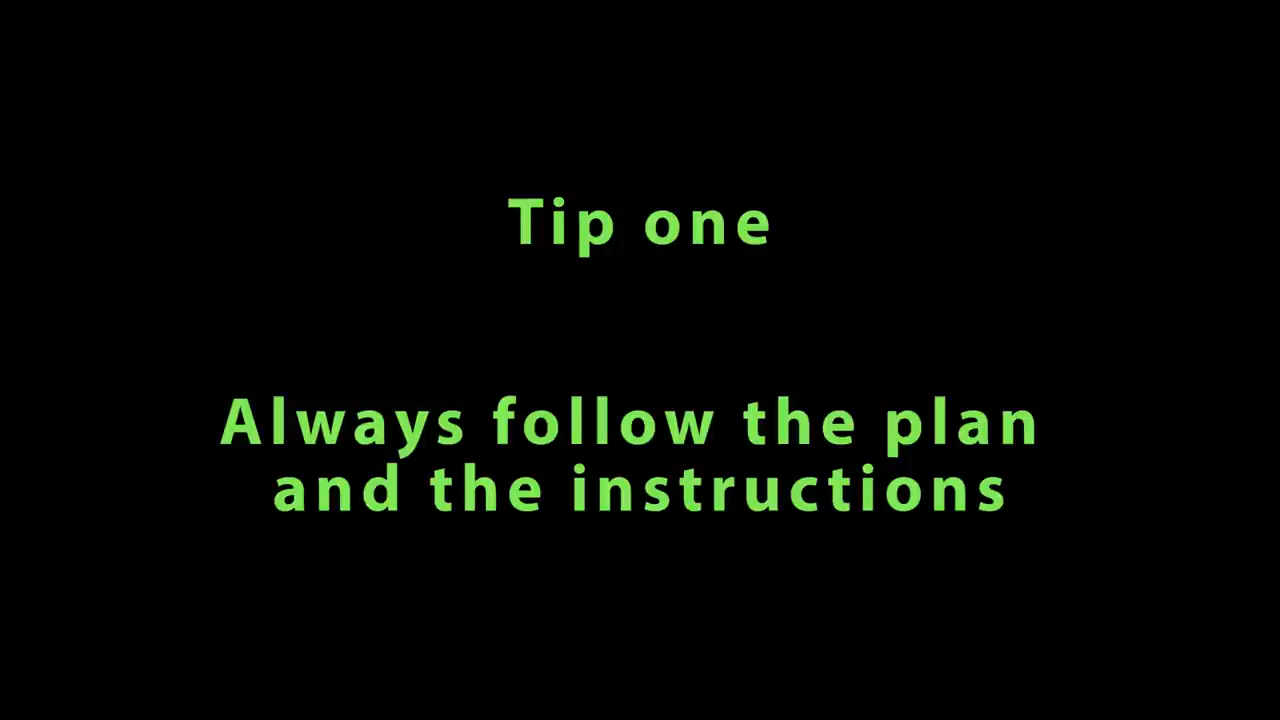 Tip one
Always follow the plan
and the instructions